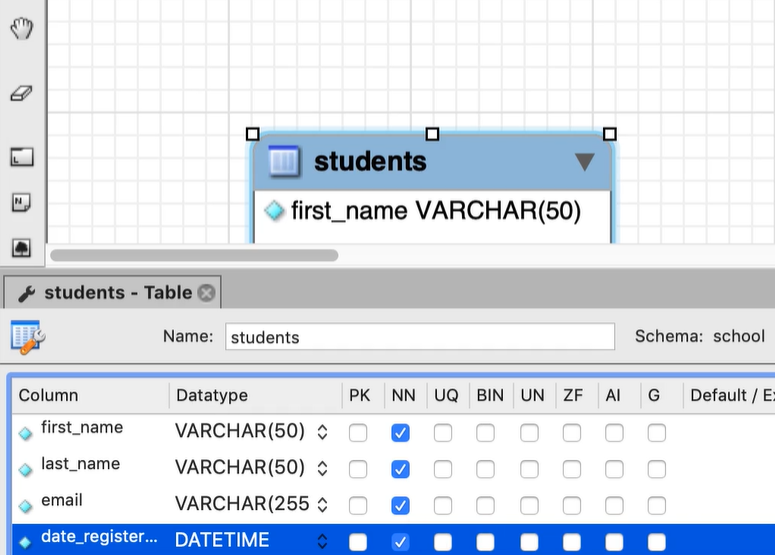 students
first_name VARCHAR(50)
students - Table
Name: students Schema: school
Column Datatype PK NN UQ BIN UN ZF AI G Default / E
first_name VARCHAR(50)
last_name VARCHAR(50)
email VARCHAR(255
date_register... DATETIME